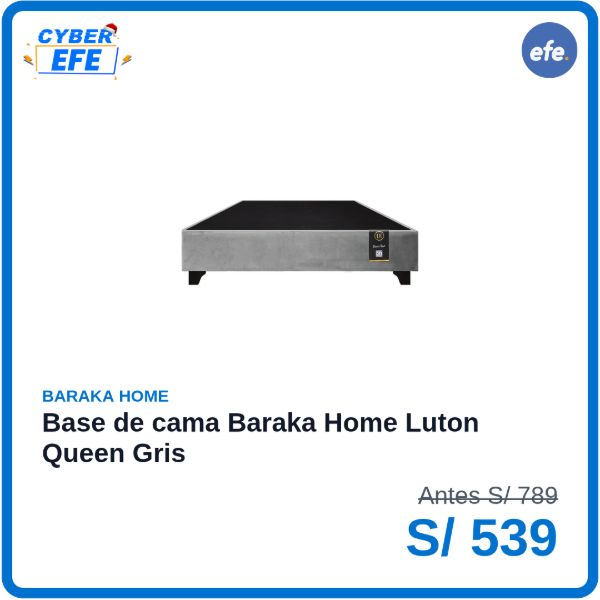 CYBER
EFE
efe.
BARAKA HOME
Base de cama Baraka Home Luton
Queen Gris
Antes S/ 789
S/ 539